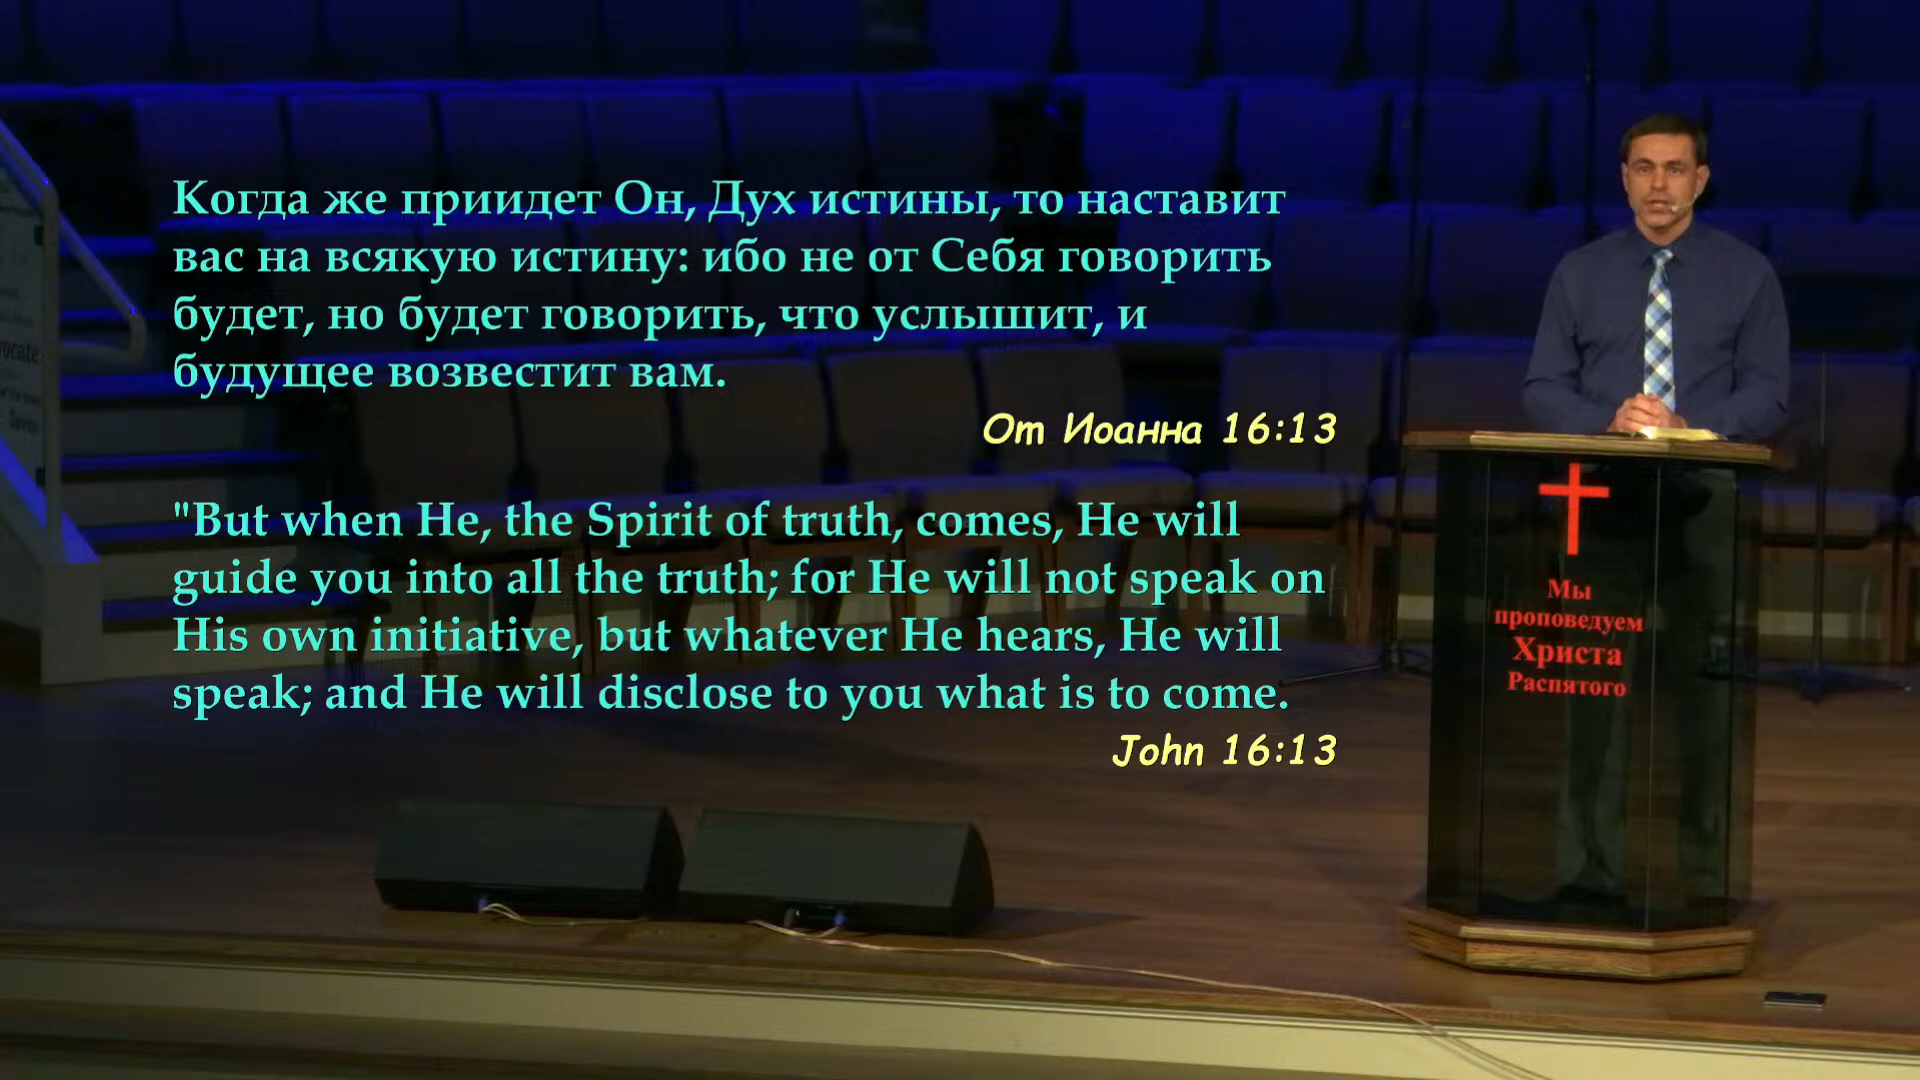 Когда же приидет Он, Дух истины, то наставит
вас на всякую истину: ибо не от Себя говорить
будет, но будет говорить, что услышит, и
будущее возвестит вам.
От Иоанна 16:13
"But when He, the Spirit of truth, comes, He will
guide you into all the truth; for He will not speak on
His own initiative, but whatever He hears, He will
speak; and He will disclose to you what is to come.
John 16:13
Мы
проповедуем
Христа
Распятого